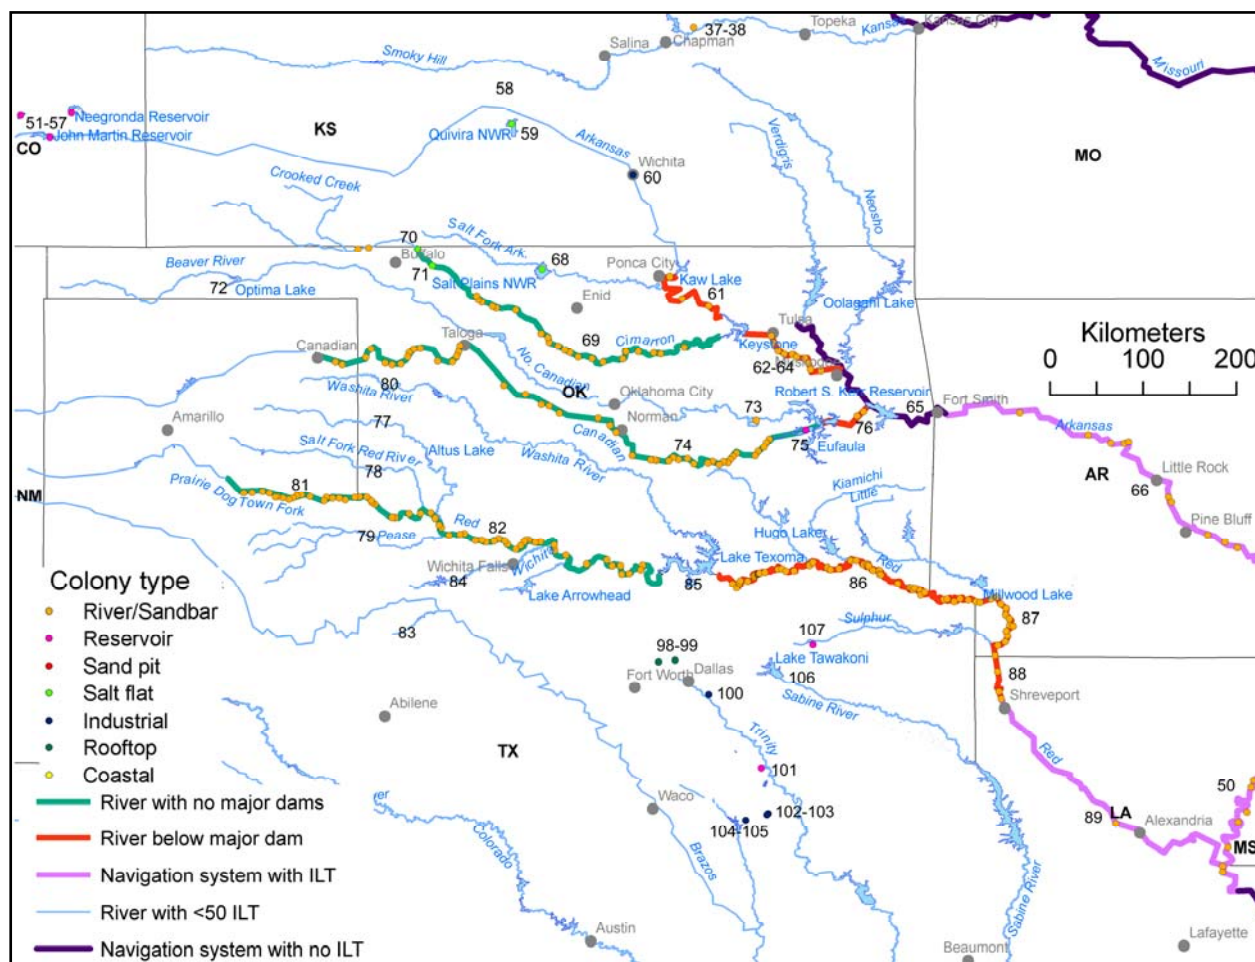 37-38
Topeka
Kansas
Kansas City
Salina
Chapman
Smoky Hill
Missouri
58
Neegronda Reservoir
51-57
John Martin Reservoir
CO
KS
Quivira NWR
59
Arkansas
Verdigris
Wichita
60
MO
Crooked Creek
Neosho
70
Salt Fork Ark.
Buffalo
Beaver River
71
68
Ponca City
Kaw Lake
72
Optima Lake
Salt Plains NWR
61
Enid
Oolagah Lake
Tulsa
Kilometers
Taloga
69
Cimarron
Keystone
0
100
200
Canadian
62-64
No. Canadian
80
Washita River
OK
Oklahoma City
Robert S. Kerr Reservoir
65
Fort Smith
Amarillo
77
73
Norman
76
Arkansas
Canadian
74
75
Eufaula
Altus Lake
Salt Fork Red River
78
Washita River
Little Rock
66
AR
Kiamichi
Little
NM
Prairie Dog Town Fork
81
Pine Bluff
Red
82
Hugo Lake
79
Pease
Lake Texoma
Red
Wichita Falls
Wichita
84
85
86
Lake Arrowhead
Millwood Lake
Colony type
River/Sandbar
Reservoir
Sand pit
Salt flat
Industrial
Rooftop
Coastal
River with no major dams
River below major dam
Navigation system with ILT
River with <50 ILT
Navigation system with no ILT
83
107
Sulphur
87
98-99
Lake Tawakoni
88
Fort Worth
Dallas
106
100
Sabine River
Shreveport
Abilene
Trinity
TX
Red
101
50
Waco
102-103
104-105
89
LA
Alexandria
MS
Colorado
Brazos
Sabine River
Austin
Beaumont
Lafayette